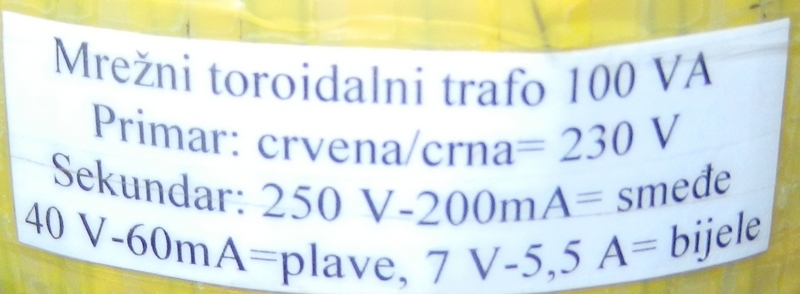 Mrežni toroidalni trafo 100 VA
Primar: crvena/crna= 230 V
Sekundar: 250 V-200mA= smeđe
40 V-60mA=plave, 7 V-5,5 A= bijele